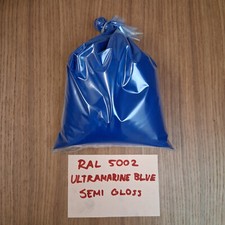 RAL 5002
ULTRAMARINE BLUE
SEMI GLOSS